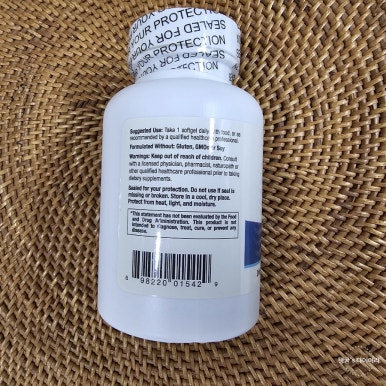 YOUR PROTECTION
SEALED FOR YOUR
Suggested Use: Take 1 softgel daily with food, or as
recommended by a qualified healthcare professional.
Formulated Without: Gluten, GMOs or Soy
Warnings: Keep out of reach of children. Consult
with a licensed physician, pharmacist, naturopath or
other qualified healthcare professional prior to taking
dietary supplements.
Sealed for your protection. Do not use if seal is
missing or broken. Store in a cool, dry place.
Protect from heat, light, and moisture.
*This statement has not been evaluated by the Food
and Drug Administration. This product is not
intended to diagnose, treat, cure, or prevent any
disease.
8 98220 01542 9